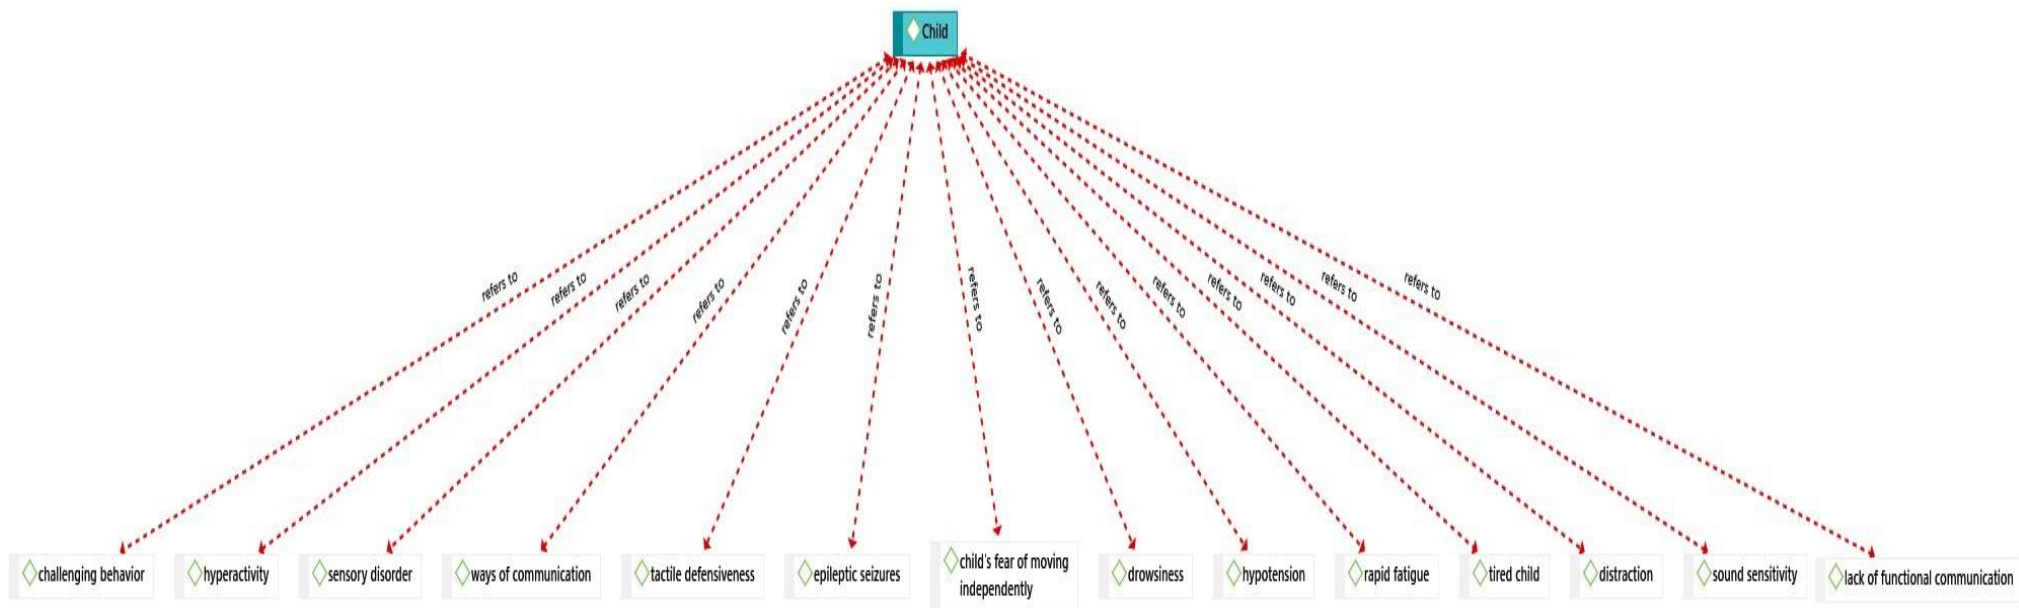 Child
refers to
refers to
refers to
refers to
refers to
refers to
refers to
refers to
refers to
refers to
refers to
refers to
refers to
refers to
challenging behavior
hyperactivity
sensory disorder
ways of communication
tactile defensiveness
epileptic seizures
child's fear of moving
independently
drowsiness
hypotension
rapid fatigue
tired child
distraction
sound sensitivity
lack of functional communication